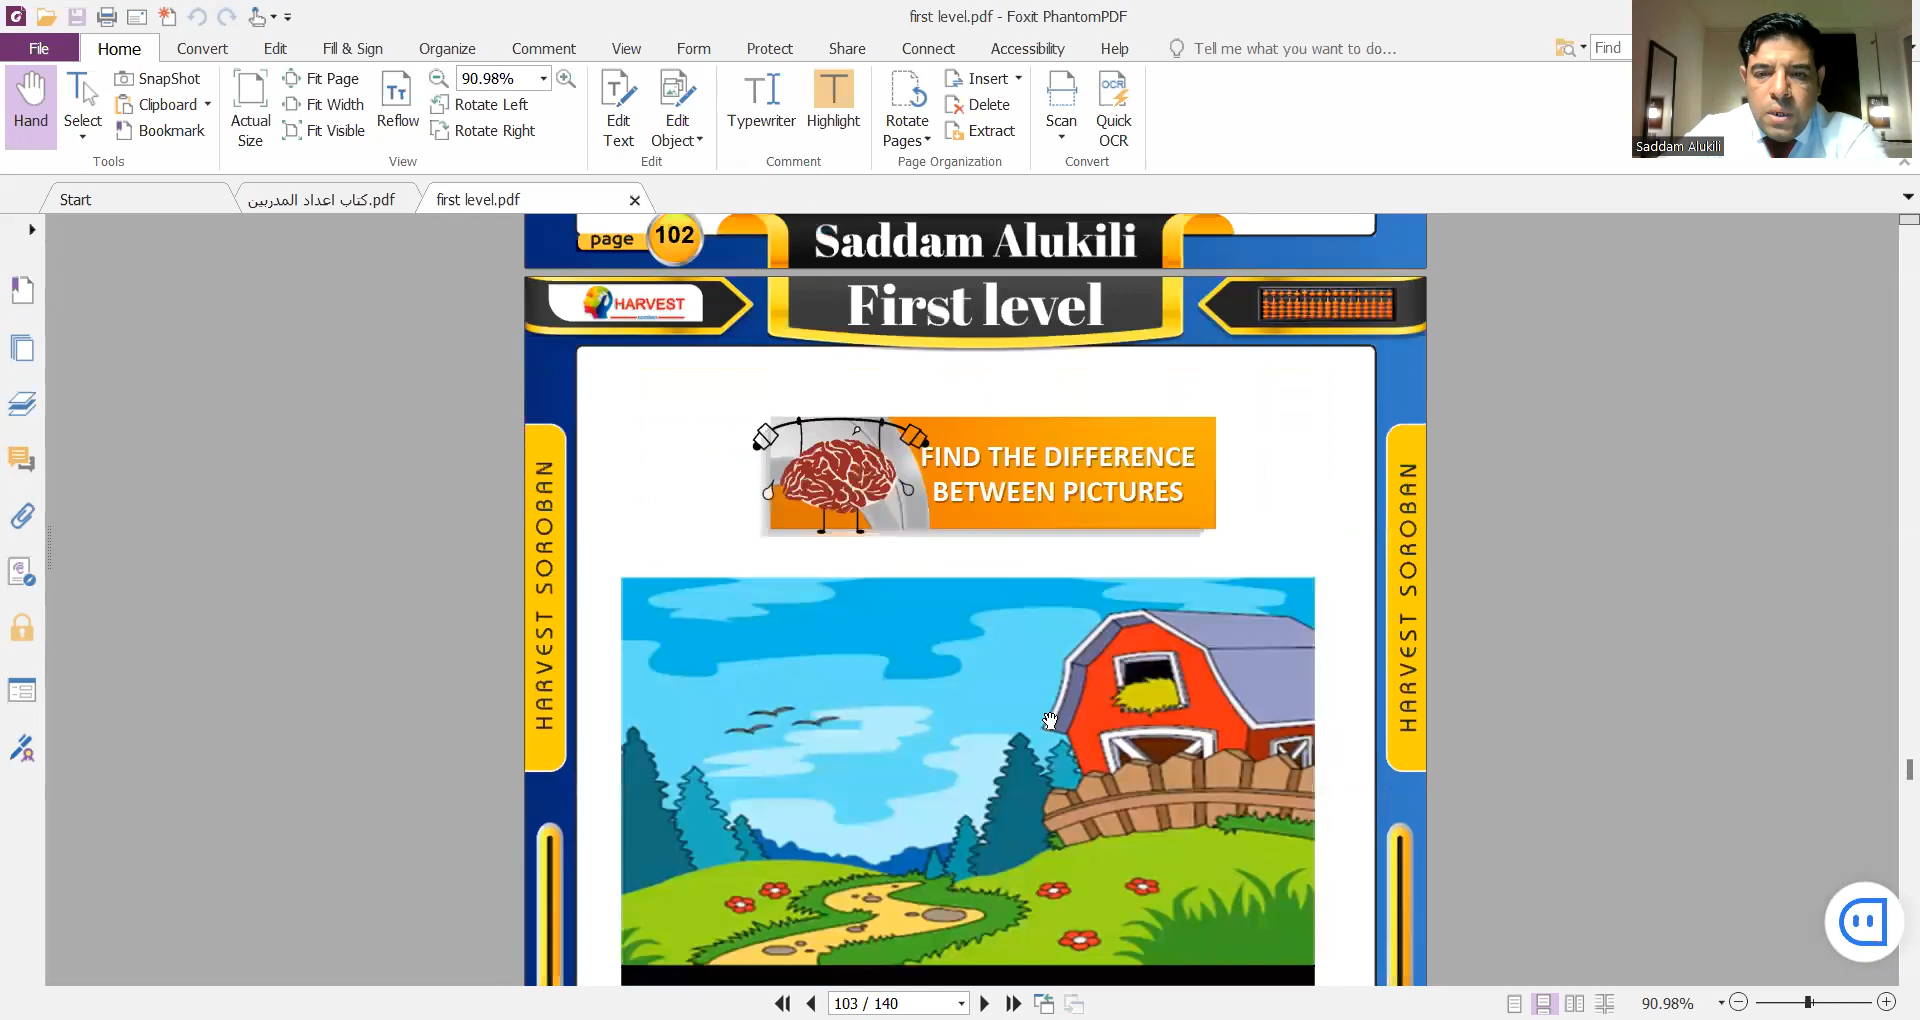 first level.pdf - Foxit PhantomPDF
File Home Convert Edit Fill & Sign Organize Comment View Form Protect Share Connect Accessibility Help Tell me what you want to do... Find
Hand
Select
SnapShot
Clipboard
Bookmark
Tools
Actual Size
Fit Page
Fit Width
Fit Visible
Reflow
90.98%
Rotate Left
Rotate Right
View
Edit Text
Edit Object
Edit
Typewriter
Highlight
Comment
Rotate Pages
Insert
Delete
Extract
Page Organization
Scan
Quick OCR
OCR
Convert
Saddam Alukili
Start
كتاب اعداد المدربين.pdf
first level.pdf
page 102
Saddam Alukili
HARVEST
First level
FIND THE DIFFERENCE
BETWEEN PICTURES
HARVEST SOROBAN
HARVEST SOROBAN
103 / 140
90.98%